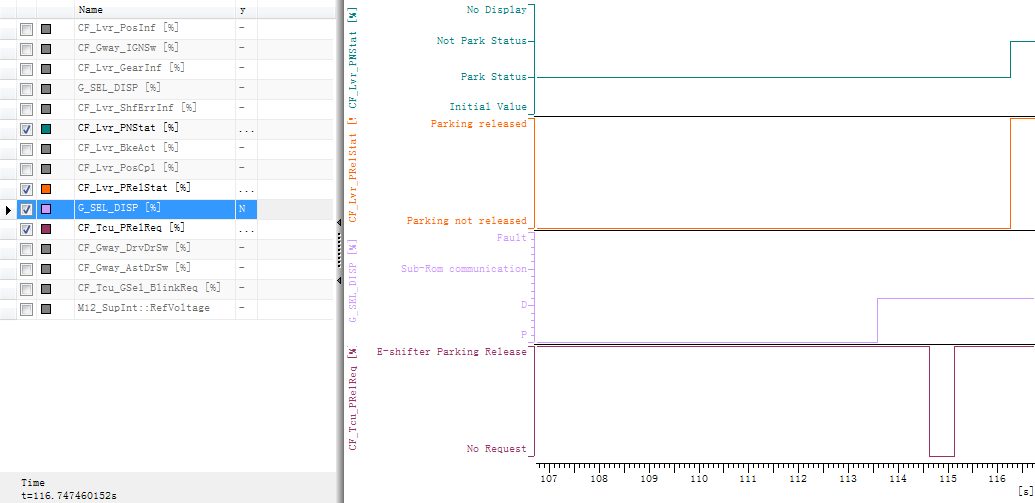 Name y
CF_Lvr_PosInf [%] -
CF_Gway_IGNSw [%] -
CF_Lvr_GearInf [%] -
G_SEL_DISP [%] -
CF_Lvr_ShfErrInf [%] -
CF_Lvr_PNStat [%] ...
CF_Lvr_BkeAct [%] -
CF_Lvr_PosCpl [%] -
CF_Lvr_PRelStat [%] ...
G_SEL_DISP [%] N
CF_Tcu_PRelReq [%] ...
CF_Gway_DrvDrSw [%] -
CF_Gway_AstDrSw [%] -
CF_Tcu_GSel_BlinkReq [%] -
M12_SupInt::RefVoltage -
Time
t=116.747460152s
CF_Lvr_PNStat [%]
No Display
Not Park Status
Park Status
Initial Value
CF_Lvr_PRelStat [%
Parking released
Parking not released
G_SEL_DISP [%]
Fault
Sub-Rom communication
D
P
CF_Tcu_PRelReq [%
E-shifter Parking Release
No Request
107 108 109 110 111 112 113 114 115 116
[s]